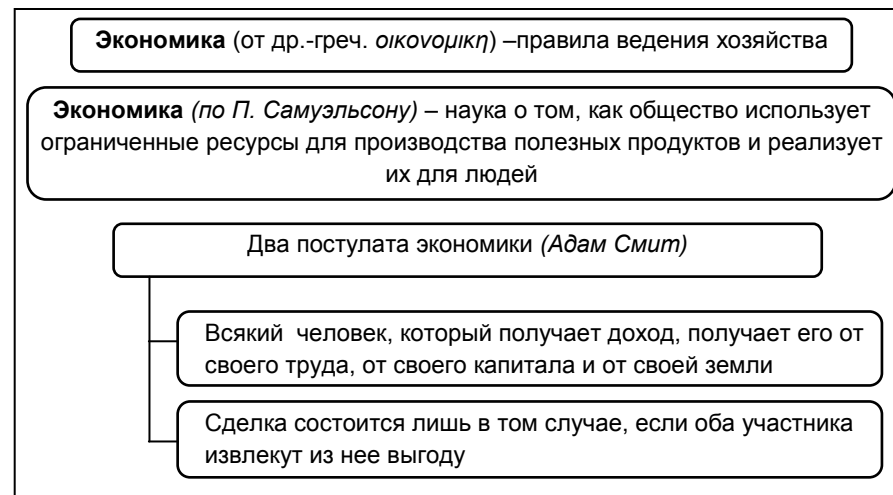 Экономика (от др.-греч. οικονομικη) –правила ведения хозяйства
Экономика (по П. Самуэльсону) – наука о том, как общество использует
ограниченные ресурсы для производства полезных продуктов и реализует
их для людей
Два постулата экономики (Адам Смит)
Всякий человек, который получает доход, получает его от
своего труда, от своего капитала и от своей земли
Сделка состоится лишь в том случае, если оба участника
извлекут из нее выгоду